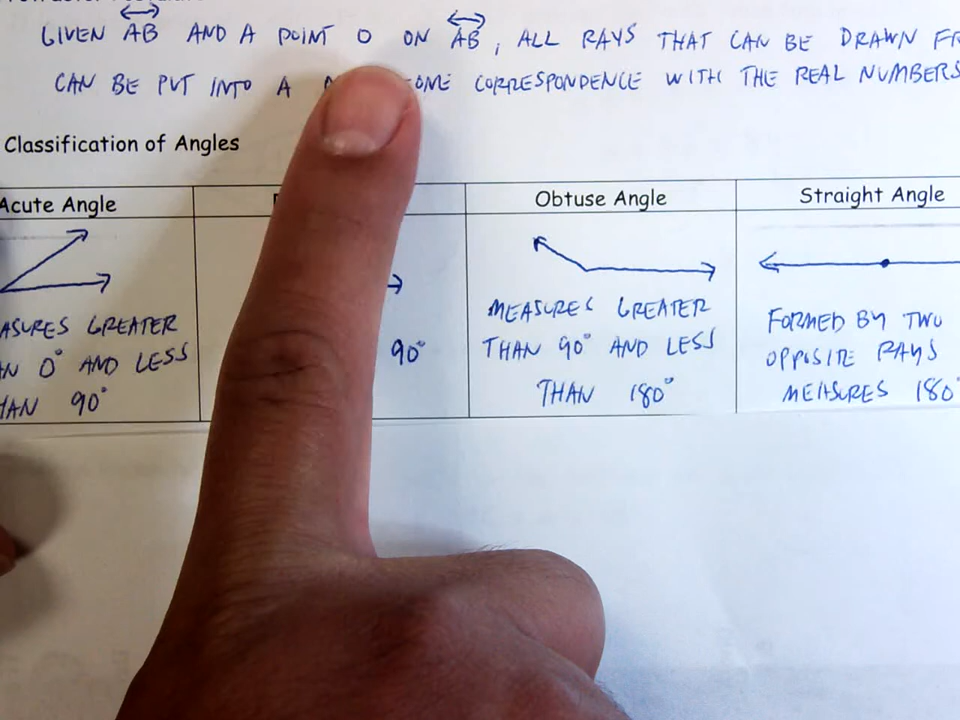 GIVEN AB AND A POINT O ON AB, ALL RAYS THAT CAN BE DRAWN FR
CAN BE PUT INTO A ONE CORRESPONDENCE WITH THE REAL NUMBERS
Classification of Angles
Acute Angle
ASURES GREATER
AN 0° AND LESS
HAN 90°
90°
Obtuse Angle
MEASURES GREATER
THAN 90° AND LESS
THAN 180°
Straight Angle
FORMED BY TWO
OPPOSITE RAYS
MEASURES 180°